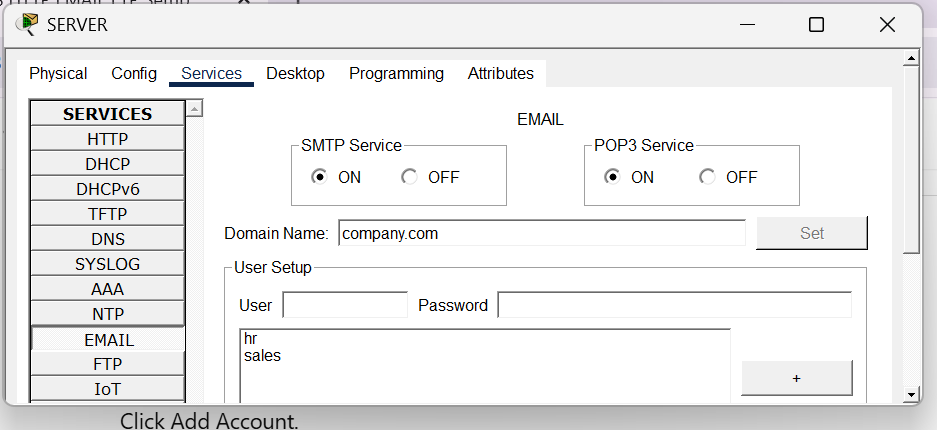 SERVER
Physical Config Services Desktop Programming Attributes
SERVICES
HTTP
DHCP
DHCPv6
TFTP
DNS
SYSLOG
AAA
NTP
EMAIL
FTP
IoT
EMAIL
SMTP Service
ON OFF
POP3 Service
ON OFF
Domain Name: company.com Set
User Setup
User Password
hr
sales
+
Click Add Account.